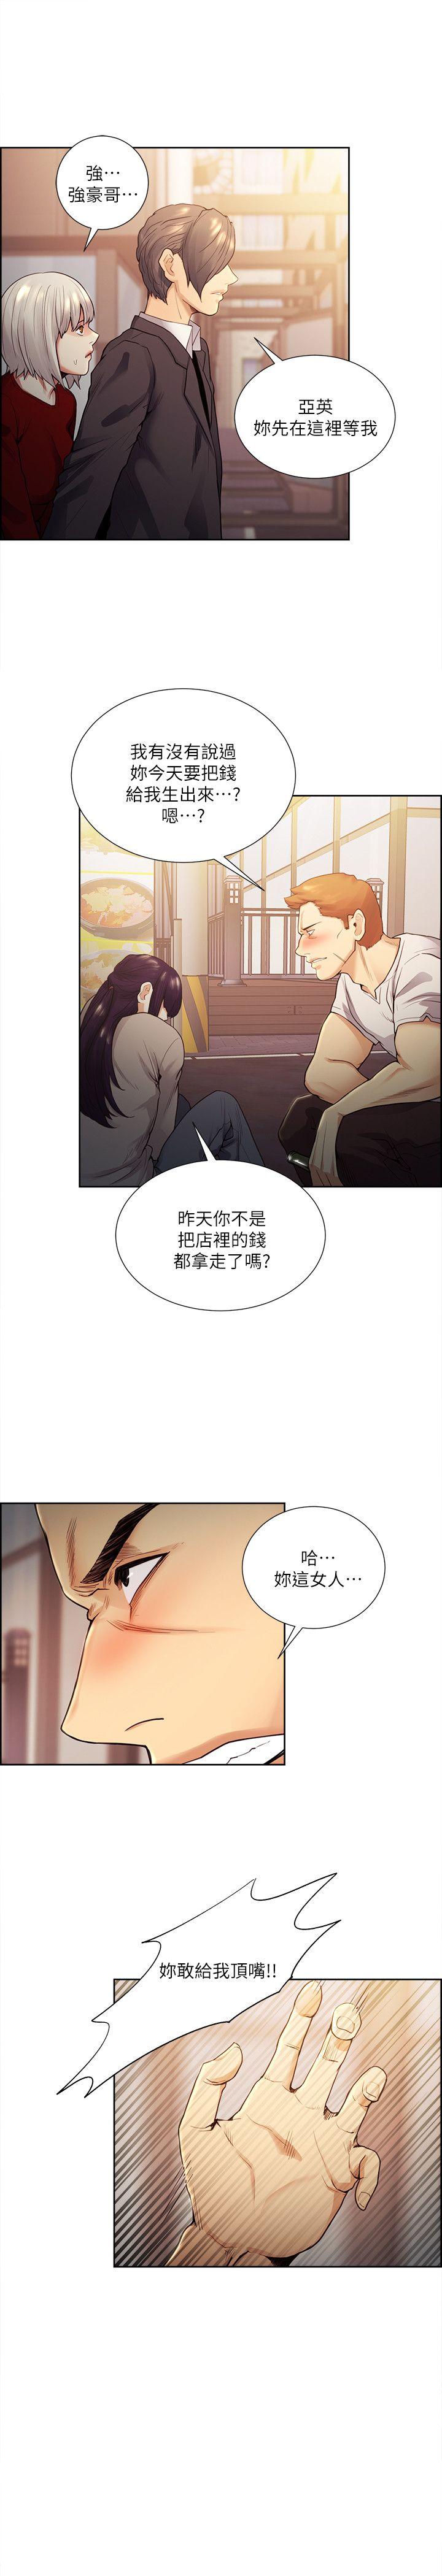 強⋯
強豪哥⋯
亞英
妳先在這裡等我
我有沒有說過
妳今天要把錢
給我生出來⋯?
嗯⋯?
昨天你不是
把店裡的錢
都拿走了嗎?
哈⋯
妳這女人⋯
妳敢給我頂嘴!!